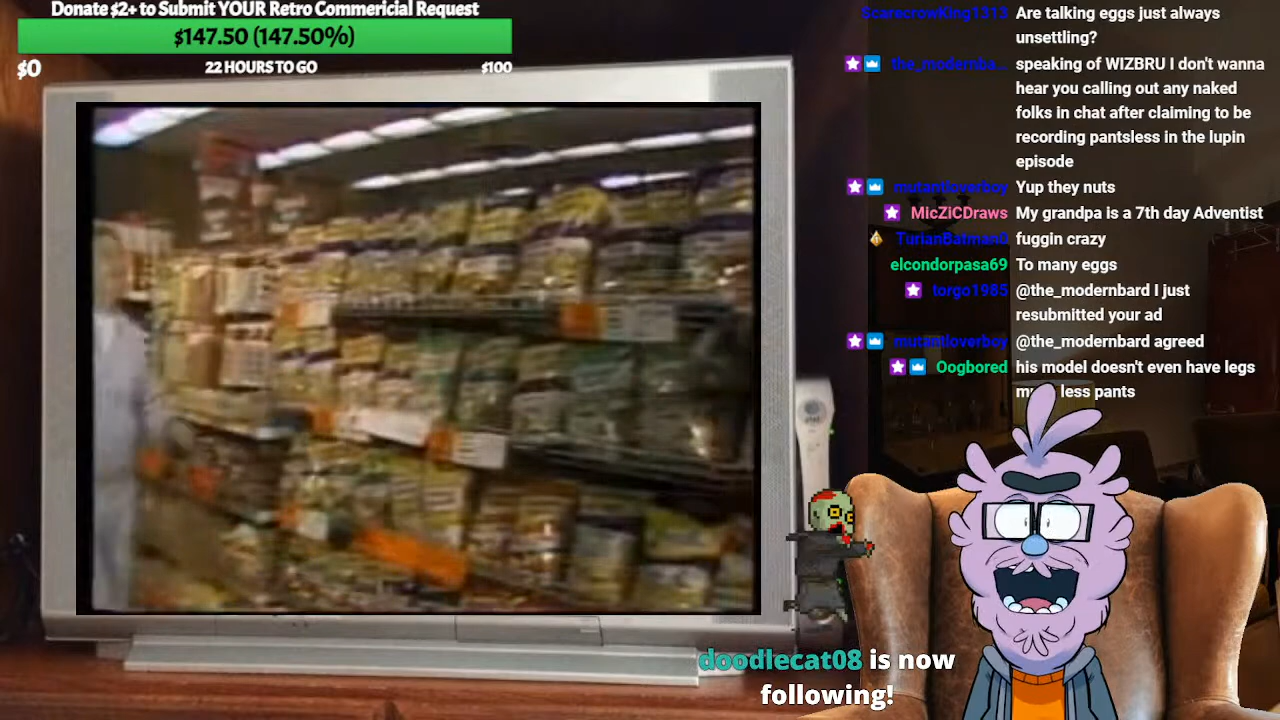 Donate $2+ to Submit YOUR Retro Commericial Request
$147.50 (147.50%)
$0
22 HOURS TO GO
$100
ScarecrowKing1313 Are talking eggs just always
unsettling?
the_modernba... speaking of WIZBRU I don't wanna
hear you calling out any naked
folks in chat after claiming to be
recording pantsless in the lupin
episode
mutantloverboy Yup they nuts
MicZiCDraws My grandpa is a 7th day Adventist
TurianBatman0 fuggin crazy
elcondorpasa69 To many eggs
torgo1985 @the_modernbard I just
resubmitted your ad
mutantloverboy @the_modernbard agreed
Oogbored his model doesn't even have legs
less pants
doodlecat08 is now
following!